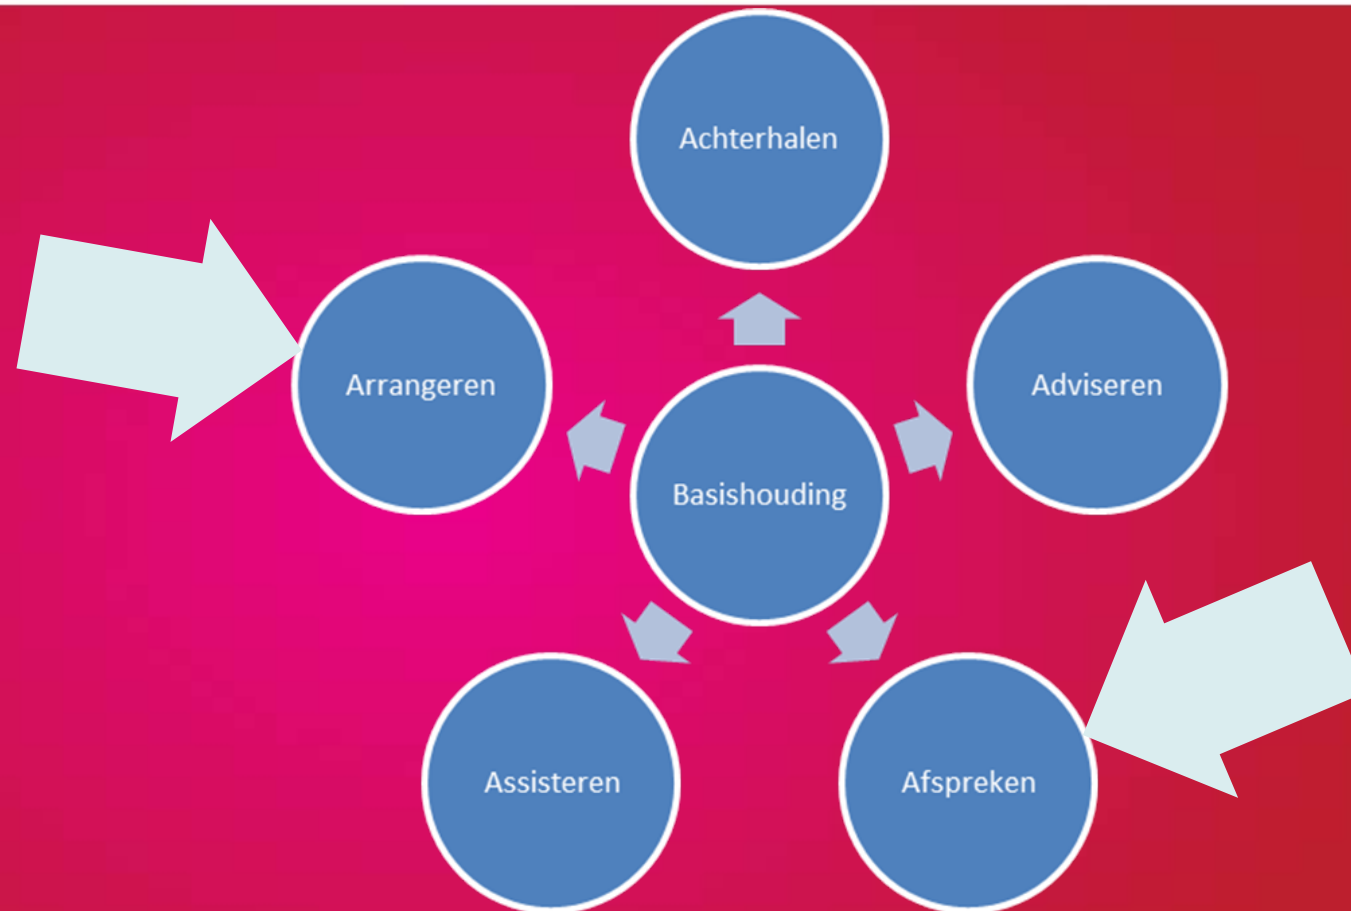 Achterhalen
Arrangeren
Adviseren
Basishouding
Assisteren
Afspreken